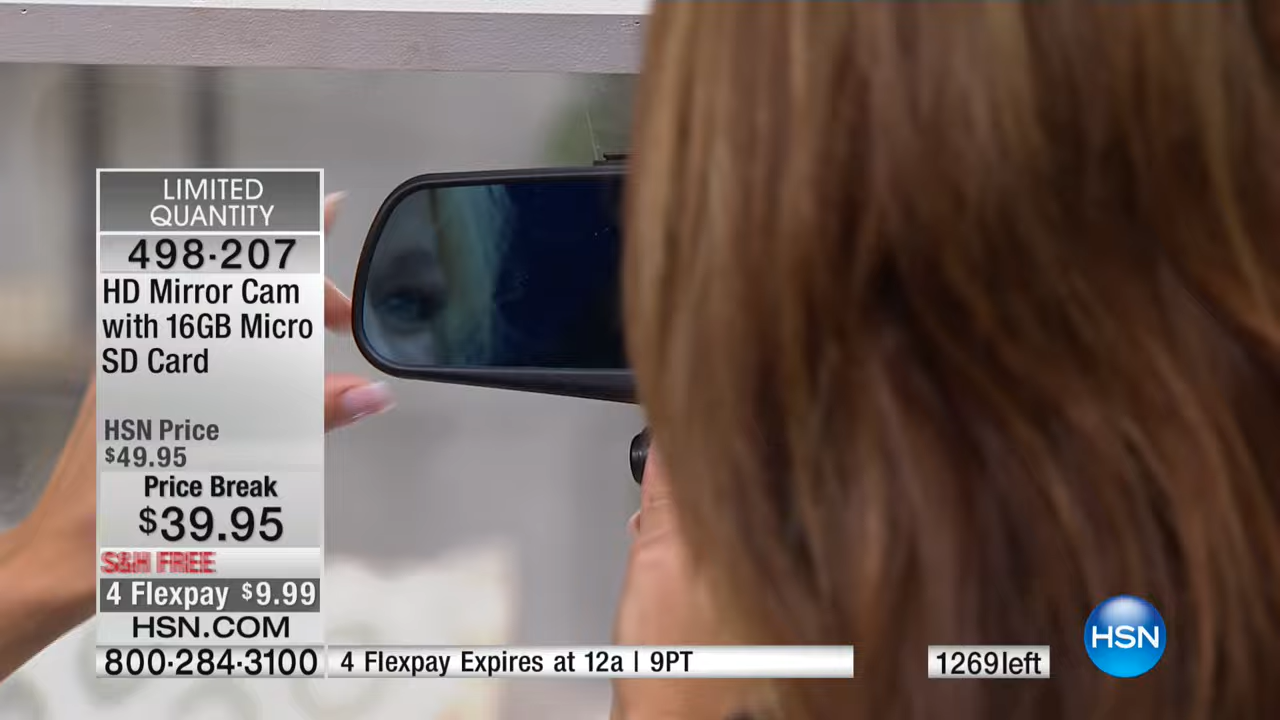 LIMITED
QUANTITY
498·207
HD Mirror Cam
with 16GB Micro
SD Card
HSN Price
$49.95
Price Break
$39.95
S&H FREE
4 Flexpay $9.99
HSN.COM
800·284·3100
4 Flexpay Expires at 12a | 9PT
1269left
HSN